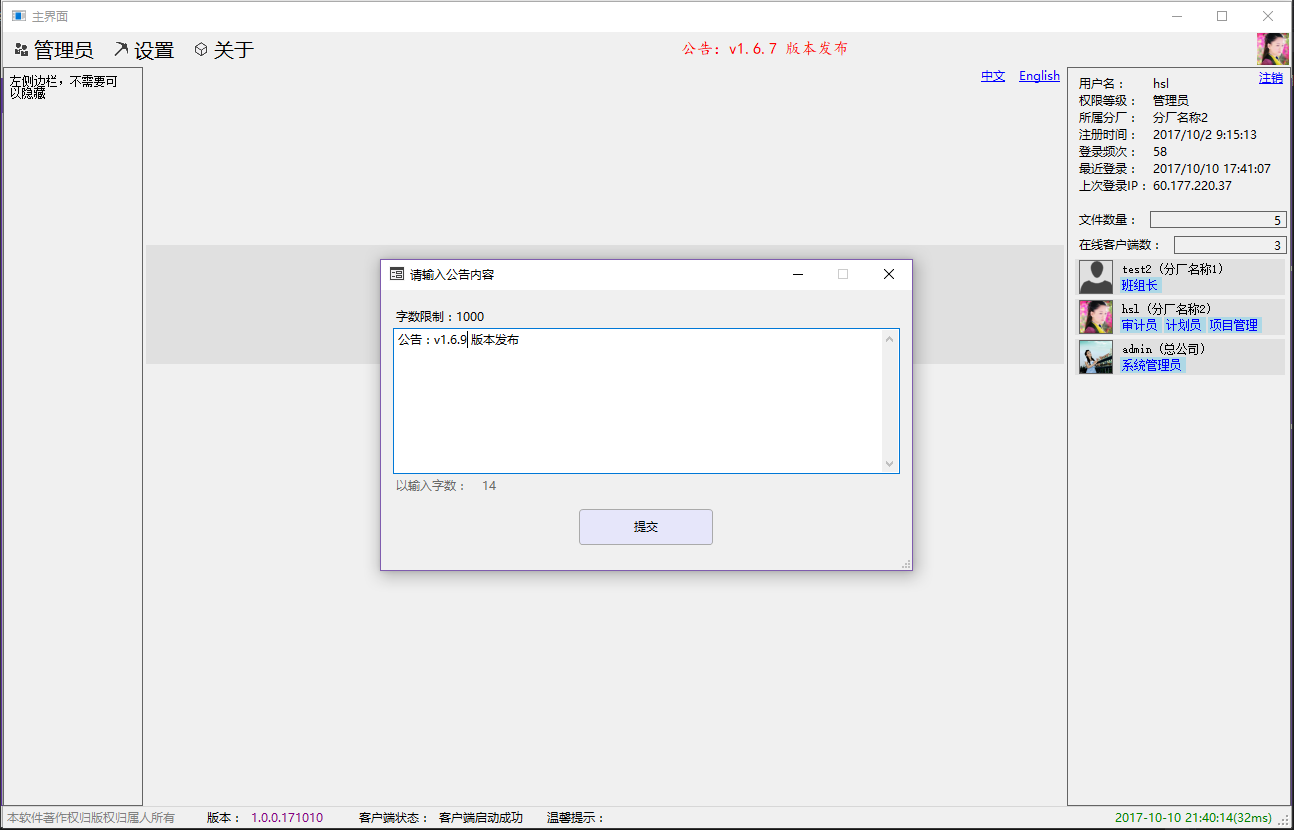 主界面
管理员 设置 关于
公告: v1.6.7 版本发布
左侧边栏，不需要可
以隐藏
中文 English
注销
用户名： hsl
权限等级： 管理员
所属分厂： 分厂名称2
注册时间： 2017/10/2 9:15:13
登录频次： 58
最近登录： 2017/10/10 17:41:07
上次登录IP： 60.177.220.37
文件数量： 5
在线客户端数： 3
test2（分厂名称1）
班组长
hsl（分厂名称2）
审计员 计划员 项目管理
admin（总公司）
系统管理员
请输入公告内容
字数限制：1000
公告：v1.6.9 版本发布
以输入字数： 14
提交
本软件著作权归版权归属人所有 版本： 1.0.0.171010 客户端状态： 客户端启动成功 温馨提示： 2017-10-10 21:40:14(32ms)